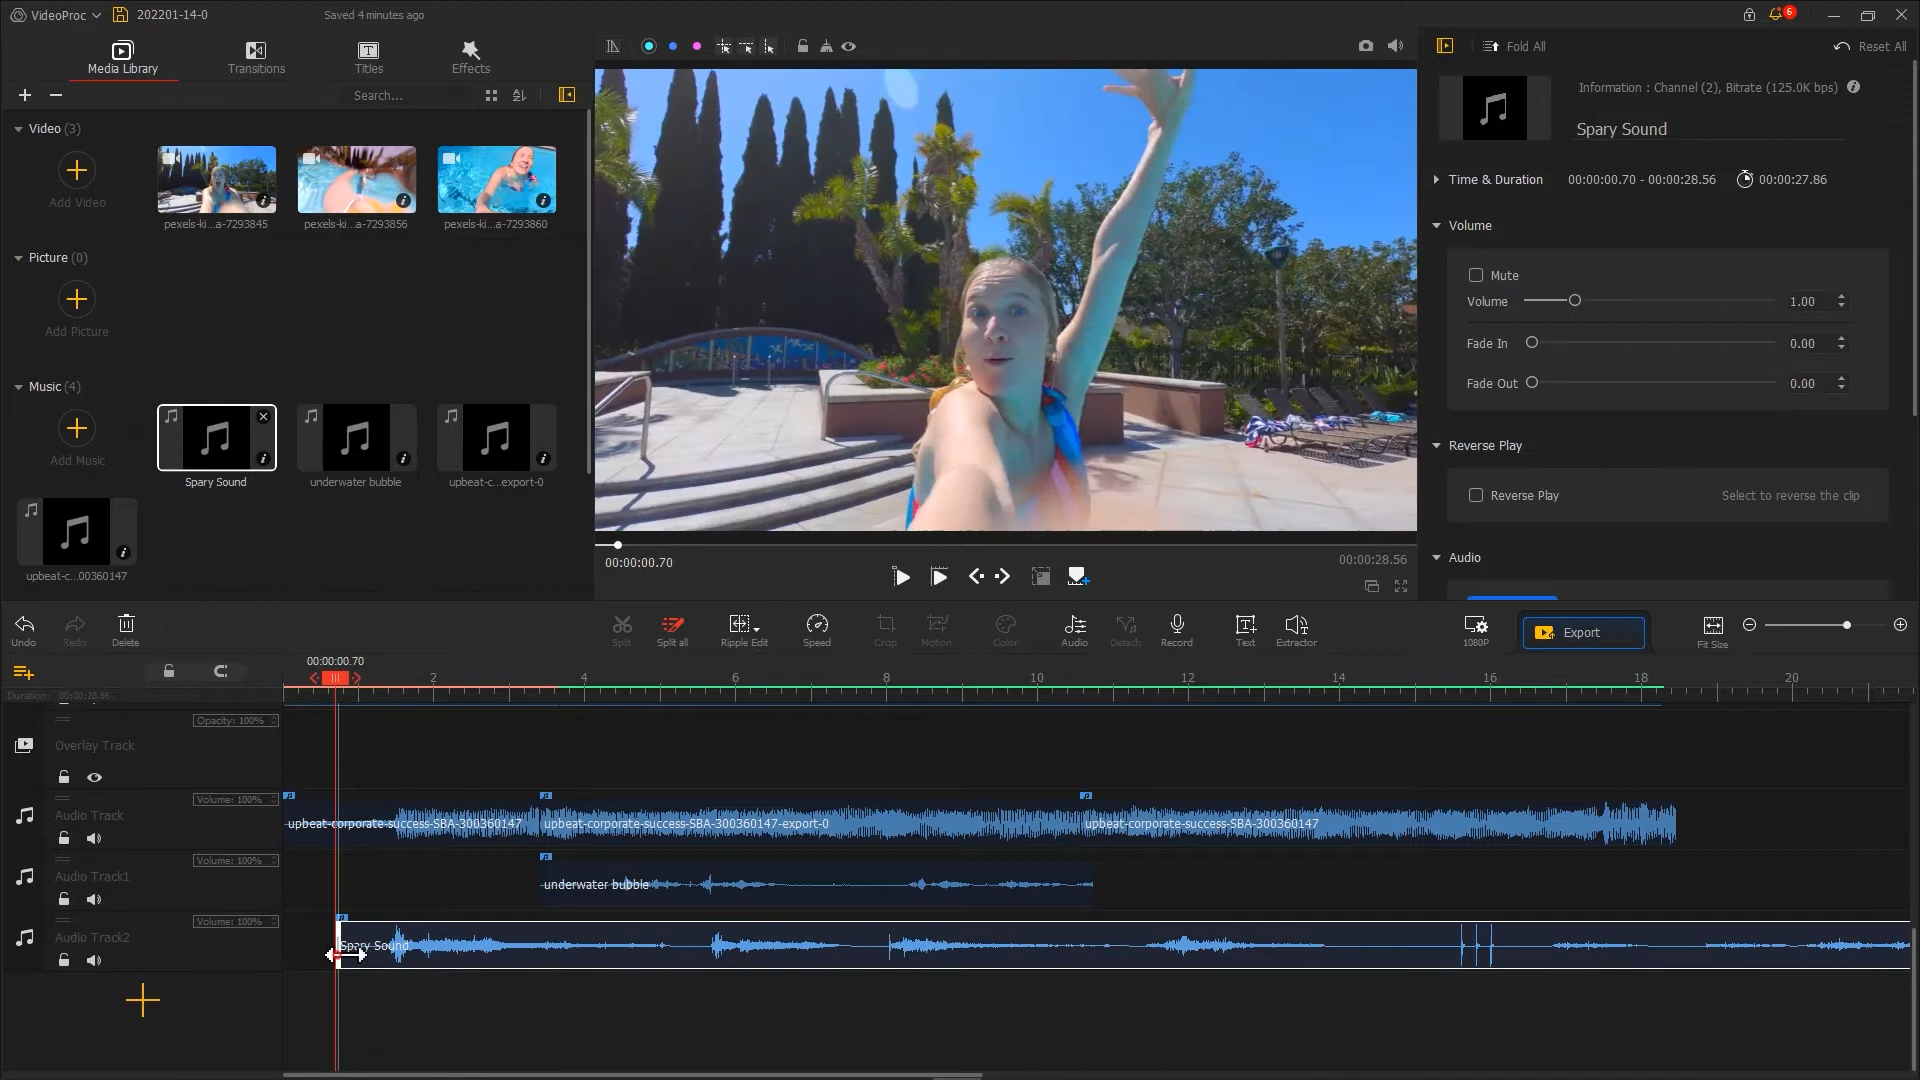 VideoProc
202201-14-0
Saved 4 minutes ago
6
Media Library
Transitions
Titles
Effects
Search...
Video (3)
Add Video
pexels-ki...a-7293845
pexels-ki...a-7293856
pexels-ki...a-7293860
Picture (0)
Add Picture
Music (4)
Add Music
Spary Sound
underwater bubble
upbeat-c...export-0
upbeat-c...00360147
00:00:00.70
00:00:28.56
Fold All
Reset All
Information : Channel (2), Bitrate (125.0K bps)
Spary Sound
Time & Duration
00:00:00.70 - 00:00:28.56
00:00:27.86
Volume
Mute
Volume
1.00
Fade In
0.00
Fade Out
0.00
Reverse Play
Reverse Play
Select to reverse the clip
Audio
Undo
Redo
Delete
Split
Split all
Ripple Edit
Speed
Crop
Motion
Color
Audio
Detach
Record
Text
Extractor
1080P
Export
Fit Size
00:00:00.70
2
4
6
8
10
12
14
16
18
20
Duration: 00:00:28.56
Opacity: 100%
Overlay Track
Volume: 100%
Audio Track
upbeat-corporate-success-SBA-300360147
upbeat-corporate-success-SBA-300360147-export-0
upbeat-corporate-success-SBA-300360147
Volume: 100%
Audio Track1
underwater bubble
Volume: 100%
Audio Track2
Spary Sound